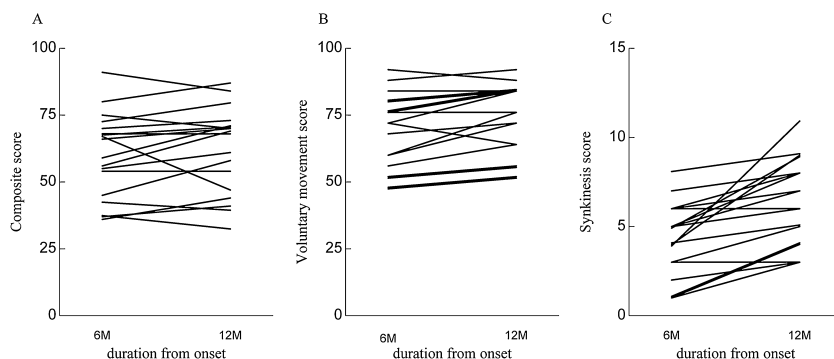 A
B
C
100
75
50
25
0
Composite score
6M
12M
duration from onset
100
75
50
25
0
Voluntary movement score
6M
12M
duration from onset
15
10
5
0
Synkinesis score
6M
12M
duration from onset